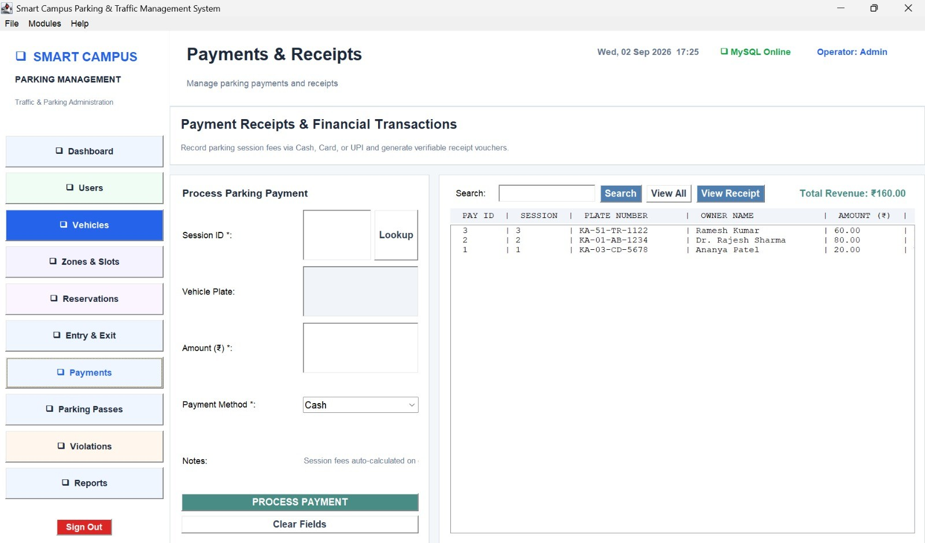 Smart Campus Parking & Traffic Management System
File Modules Help
SMART CAMPUS
PARKING MANAGEMENT
Traffic & Parking Administration
Dashboard
Users
Vehicles
Zones & Slots
Reservations
Entry & Exit
Payments
Parking Passes
Violations
Reports
Sign Out
Payments & Receipts
Wed, 02 Sep 2026 17:25 MySQL Online Operator: Admin
Manage parking payments and receipts
Payment Receipts & Financial Transactions
Record parking session fees via Cash, Card, or UPI and generate verifiable receipt vouchers.
Process Parking Payment
Session ID *: Lookup
Vehicle Plate:
Amount (₹) *:
Payment Method *: Cash
Notes: Session fees auto-calculated on
PROCESS PAYMENT
Clear Fields
Search: Search View All View Receipt Total Revenue: ₹160.00
PAY ID | SESSION | PLATE NUMBER | OWNER NAME | AMOUNT (₹) |
3 | 3 | KA-51-TR-1122 | Ramesh Kumar | 60.00 |
2 | 2 | KA-01-AB-1234 | Dr. Rajesh Sharma | 80.00 |
1 | 1 | KA-03-CD-5678 | Ananya Patel | 20.00 |